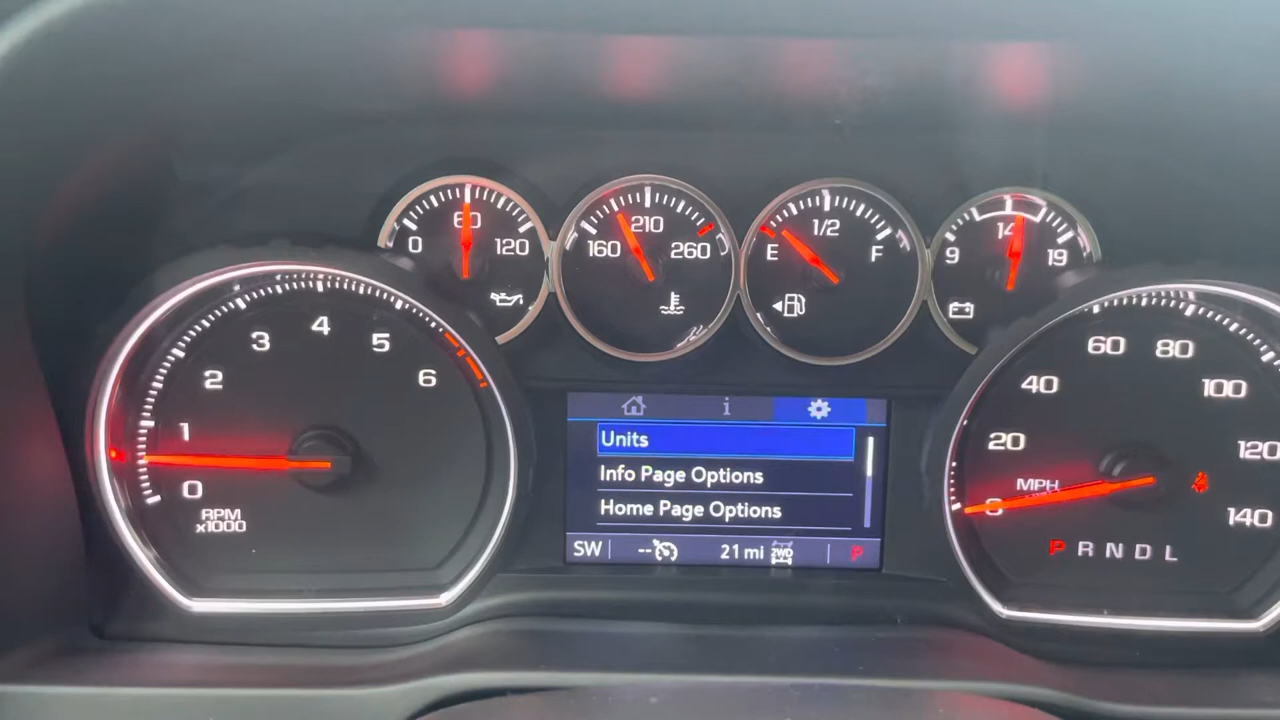 0 60 120
160 210 260
E 1/2 F
9 14 19
0 1 2 3 4 5 6
RPM
x1000
Units
Info Page Options
Home Page Options
SW -- 21 mi 2WD P
0 20 40 60 80 100 120 140
MPH
P R N D L